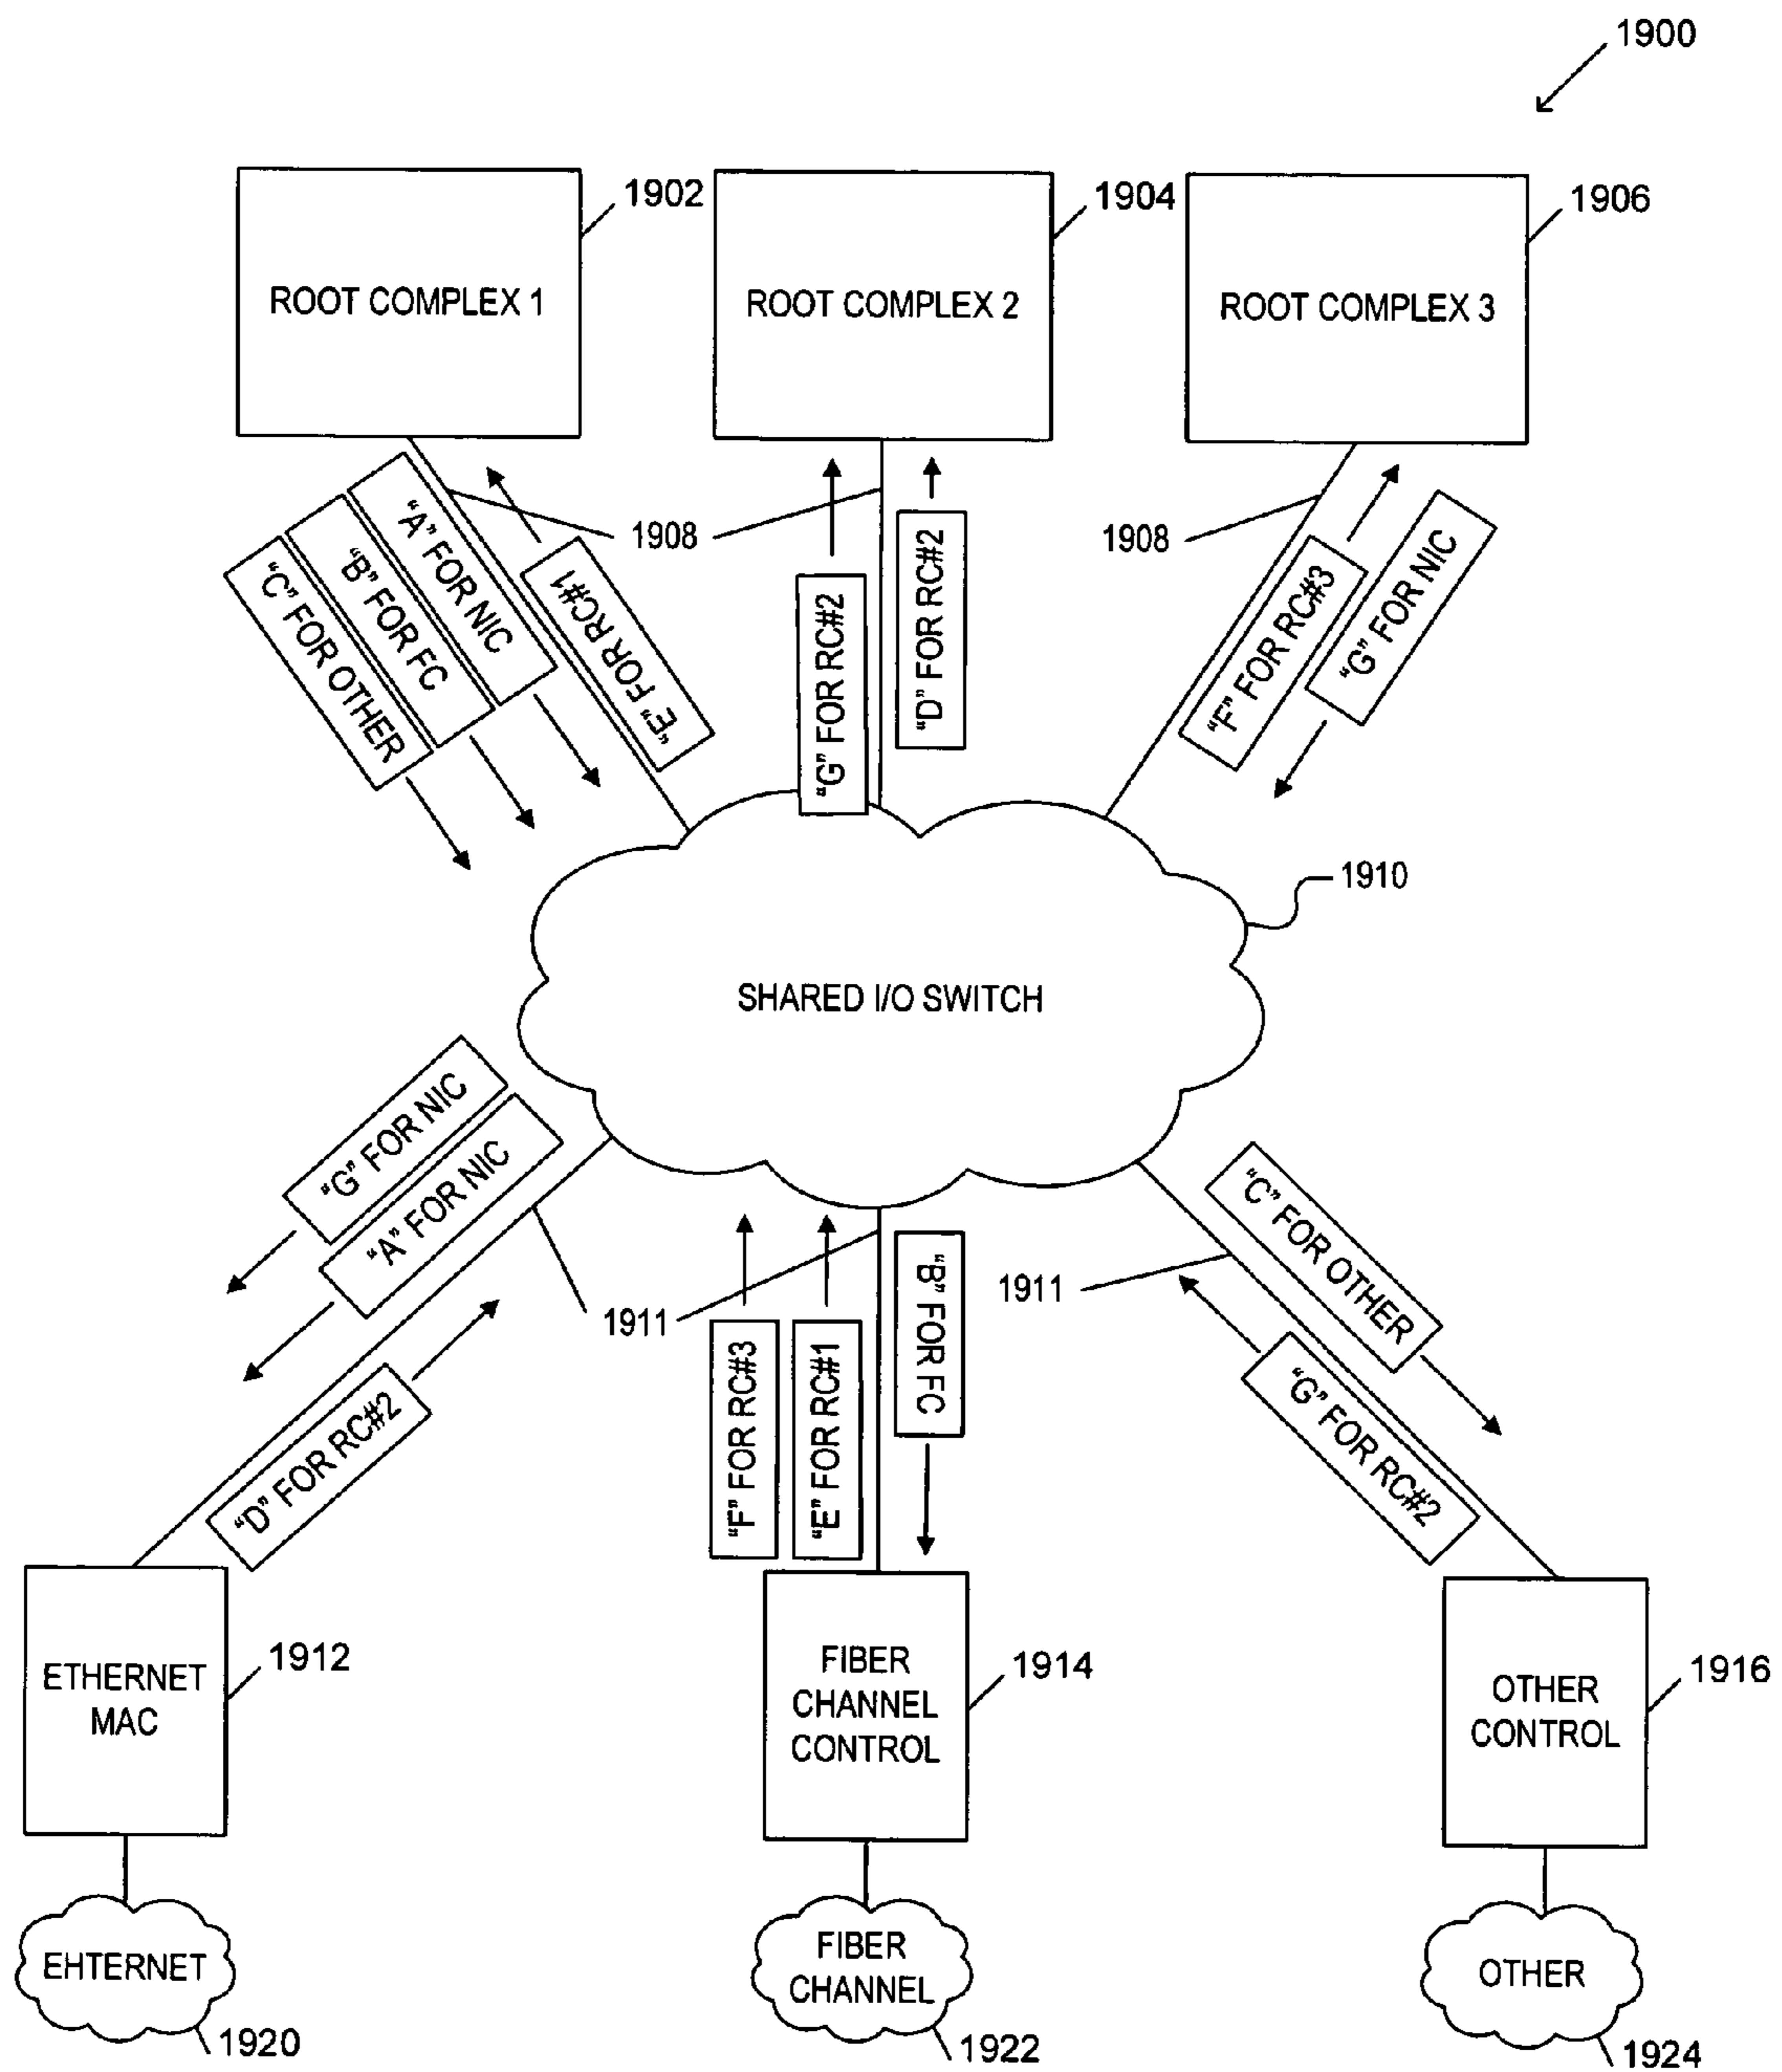 1900
1902
1904
1906
ROOT COMPLEX 1
ROOT COMPLEX 2
ROOT COMPLEX 3
1908
1908
"A" FOR NIC
"B" FOR FC
"C" FOR OTHER
"E" FOR RC#1
"G" FOR RC#2
"D" FOR RC#2
"F" FOR RC#3
"G" FOR NIC
1910
SHARED I/O SWITCH
"G" FOR NIC
"A" FOR NIC
"D" FOR RC#2
1911
1911
"F" FOR RC#3
"E" FOR RC#1
"B" FOR FC
"C" FOR OTHER
"G" FOR RC#2
ETHERNET
MAC
1912
FIBER
CHANNEL
CONTROL
1914
OTHER
CONTROL
1916
EHTERNET
1920
FIBER
CHANNEL
1922
OTHER
1924